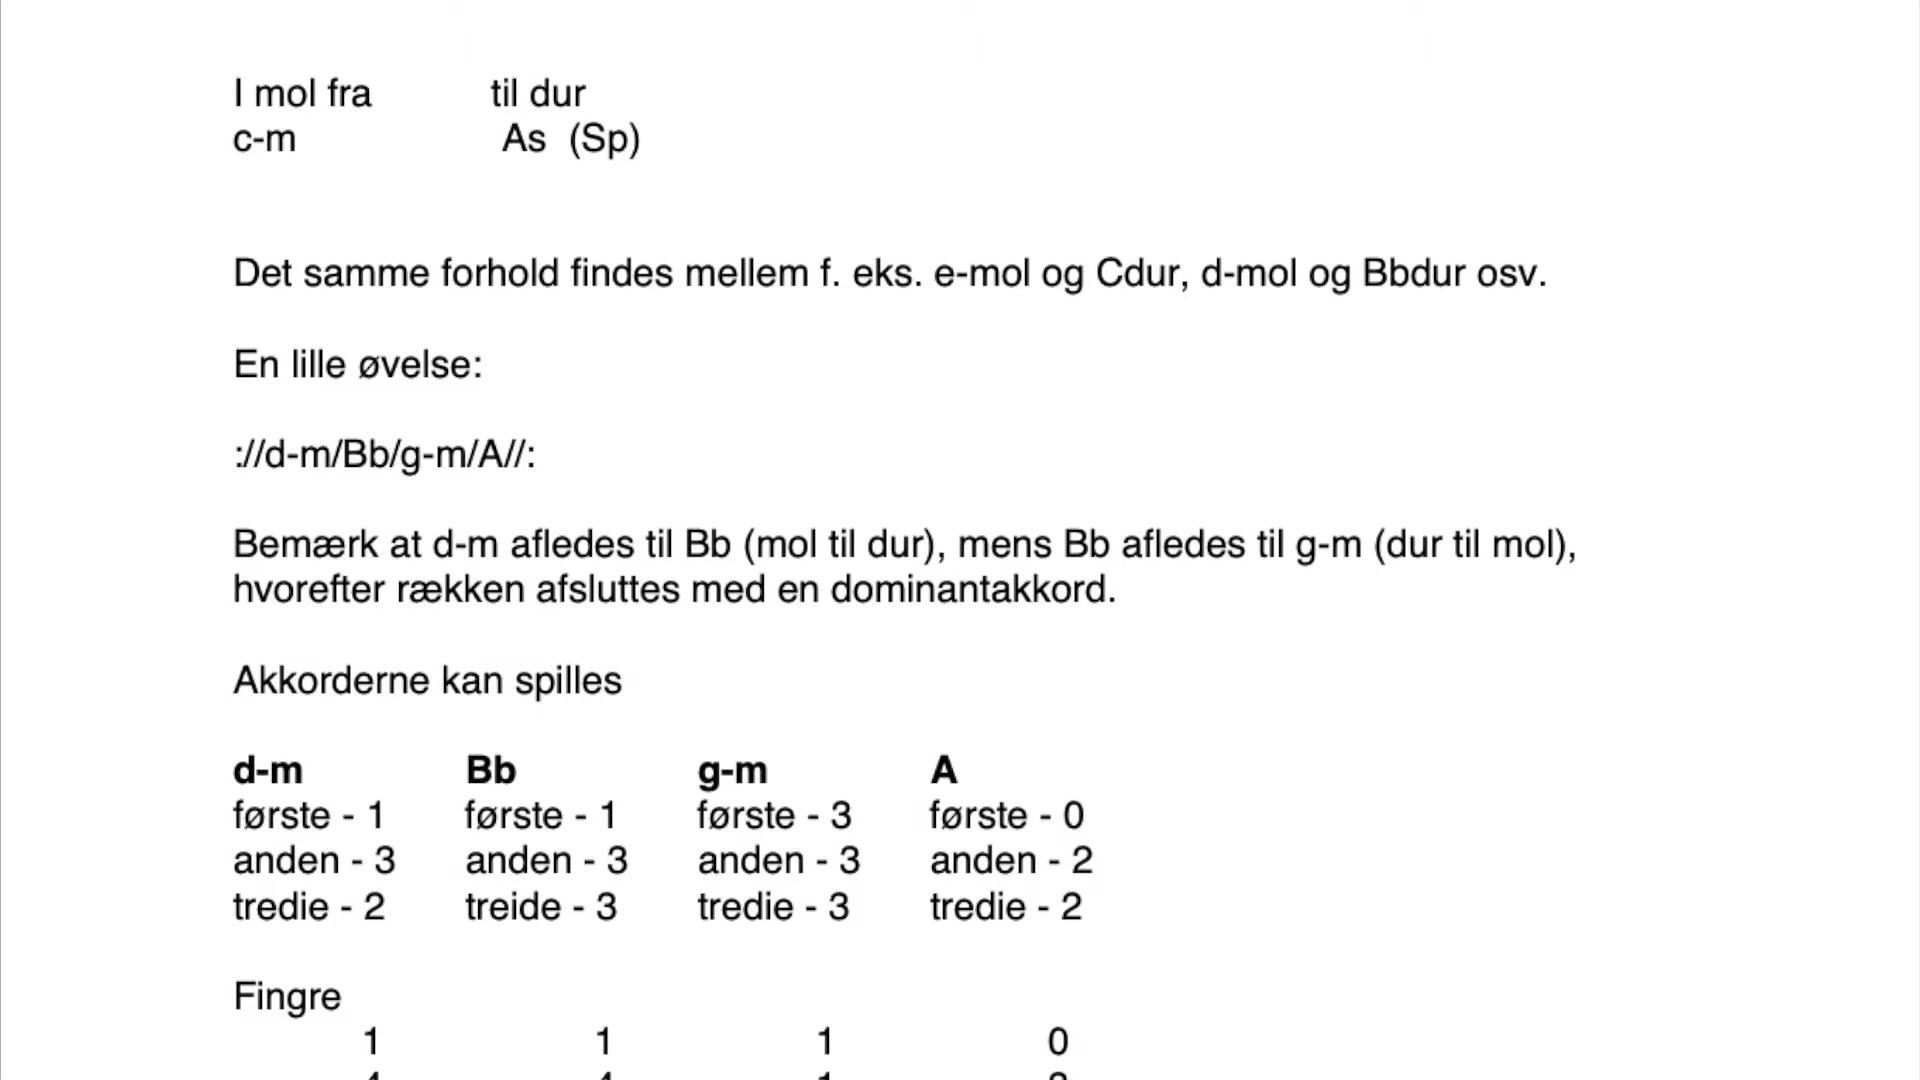 I mol fra til dur
c-m As (Sp)
Det samme forhold findes mellem f. eks. e-mol og Cdur, d-mol og Bbdur osv.
En lille øvelse:
://d-m/Bb/g-m/A//:
Bemærk at d-m afledes til Bb (mol til dur), mens Bb afledes til g-m (dur til mol),
hvorefter rækken afsluttes med en dominantakkord.
Akkorderne kan spilles
d-m Bb g-m A
første - 1 første - 1 første - 3 første - 0
anden - 3 anden - 3 anden - 3 anden - 2
tredie - 2 treide - 3 tredie - 3 tredie - 2
Fingre
1 1 1 0